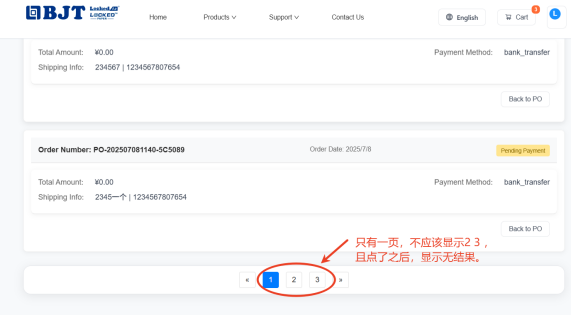 BJT Locked LOCKED
Home Products Support Contact Us English Cart 3 L
Total Amount: ¥0.00 Payment Method: bank_transfer
Shipping Info: 234567 | 1234567807654
Back to PO
Order Number: PO-202507081140-5C5089 Order Date: 2025/7/8 Pending Payment
Total Amount: ¥0.00 Payment Method: bank_transfer
Shipping Info: 2345一个 | 1234567807654
Back to PO
只有一页，不应该显示2 3，
且点了之后，显示无结果。
« 1 2 3 »